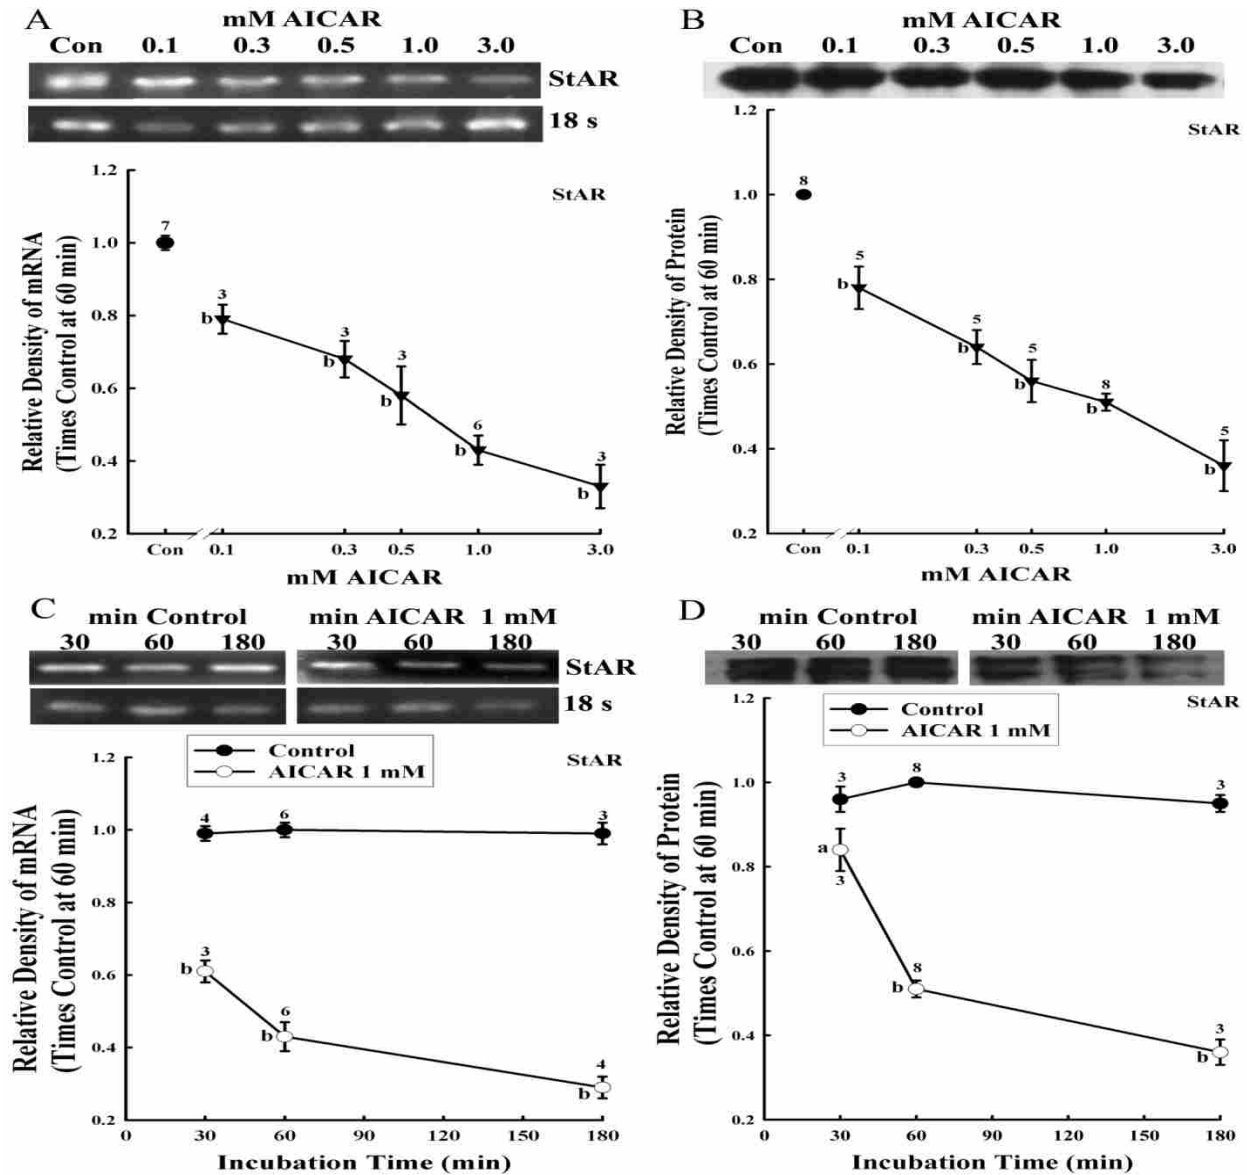 A
mM AICAR
Con 0.1 0.3 0.5 1.0 3.0
StAR
18 s
StAR
Relative Density of mRNA
(Times Control at 60 min)
1.2
1.0
0.8
0.6
0.4
0.2
7
3
b
3
b
3
b
6
b
3
b
Con 0.1 0.3 0.5 1.0 3.0
mM AICAR
B
mM AICAR
Con 0.1 0.3 0.5 1.0 3.0
StAR
Relative Density of Protein
(Times Control at 60 min)
1.2
1.0
0.8
0.6
0.4
0.2
8
5
b
5
b
5
b
8
b
5
b
Con 0.1 0.3 0.5 1.0 3.0
mM AICAR
C
min Control
30 60 180
min AICAR 1 mM
30 60 180
StAR
18 s
Control
AICAR 1 mM
StAR
Relative Density of mRNA
(Times Control at 60 min)
1.2
1.0
0.8
0.6
0.4
0.2
4 6 3
3
b
6
b
4
b
0 30 60 90 120 150 180
Incubation Time (min)
D
min Control
30 60 180
min AICAR 1 mM
30 60 180
StAR
Control
AICAR 1 mM
Relative Density of Protein
(Times Control at 60 min)
1.2
1.0
0.8
0.6
0.4
0.2
3 8 3
a
3
8
b
3
b
0 30 60 90 120 150 180
Incubation Time (min)